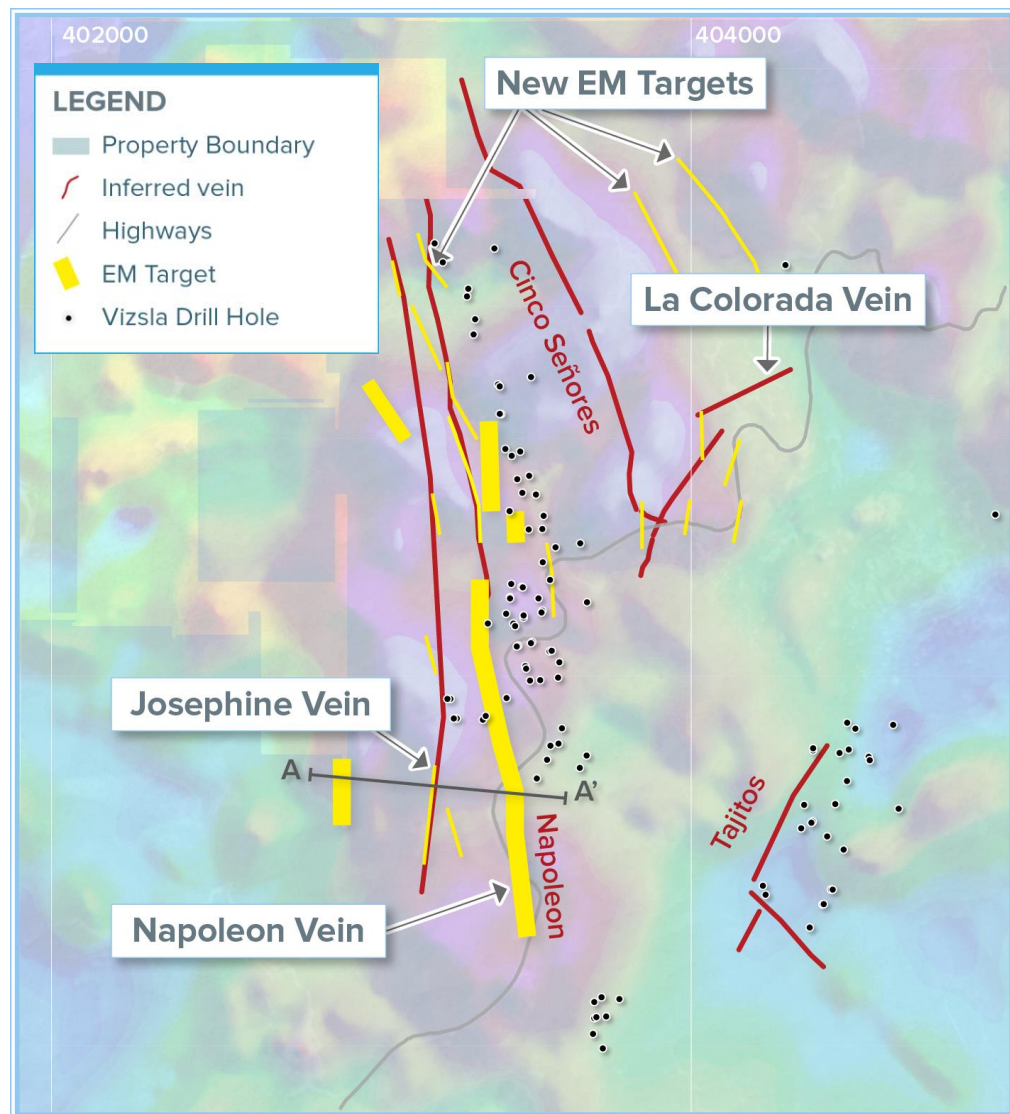 402000
404000
LEGEND
Property Boundary
Inferred vein
Highways
EM Target
Vizsla Drill Hole
New EM Targets
Cinco Señores
La Colorada Vein
Josephine Vein
A
A'
Napoleon
Tajitos
Napoleon Vein